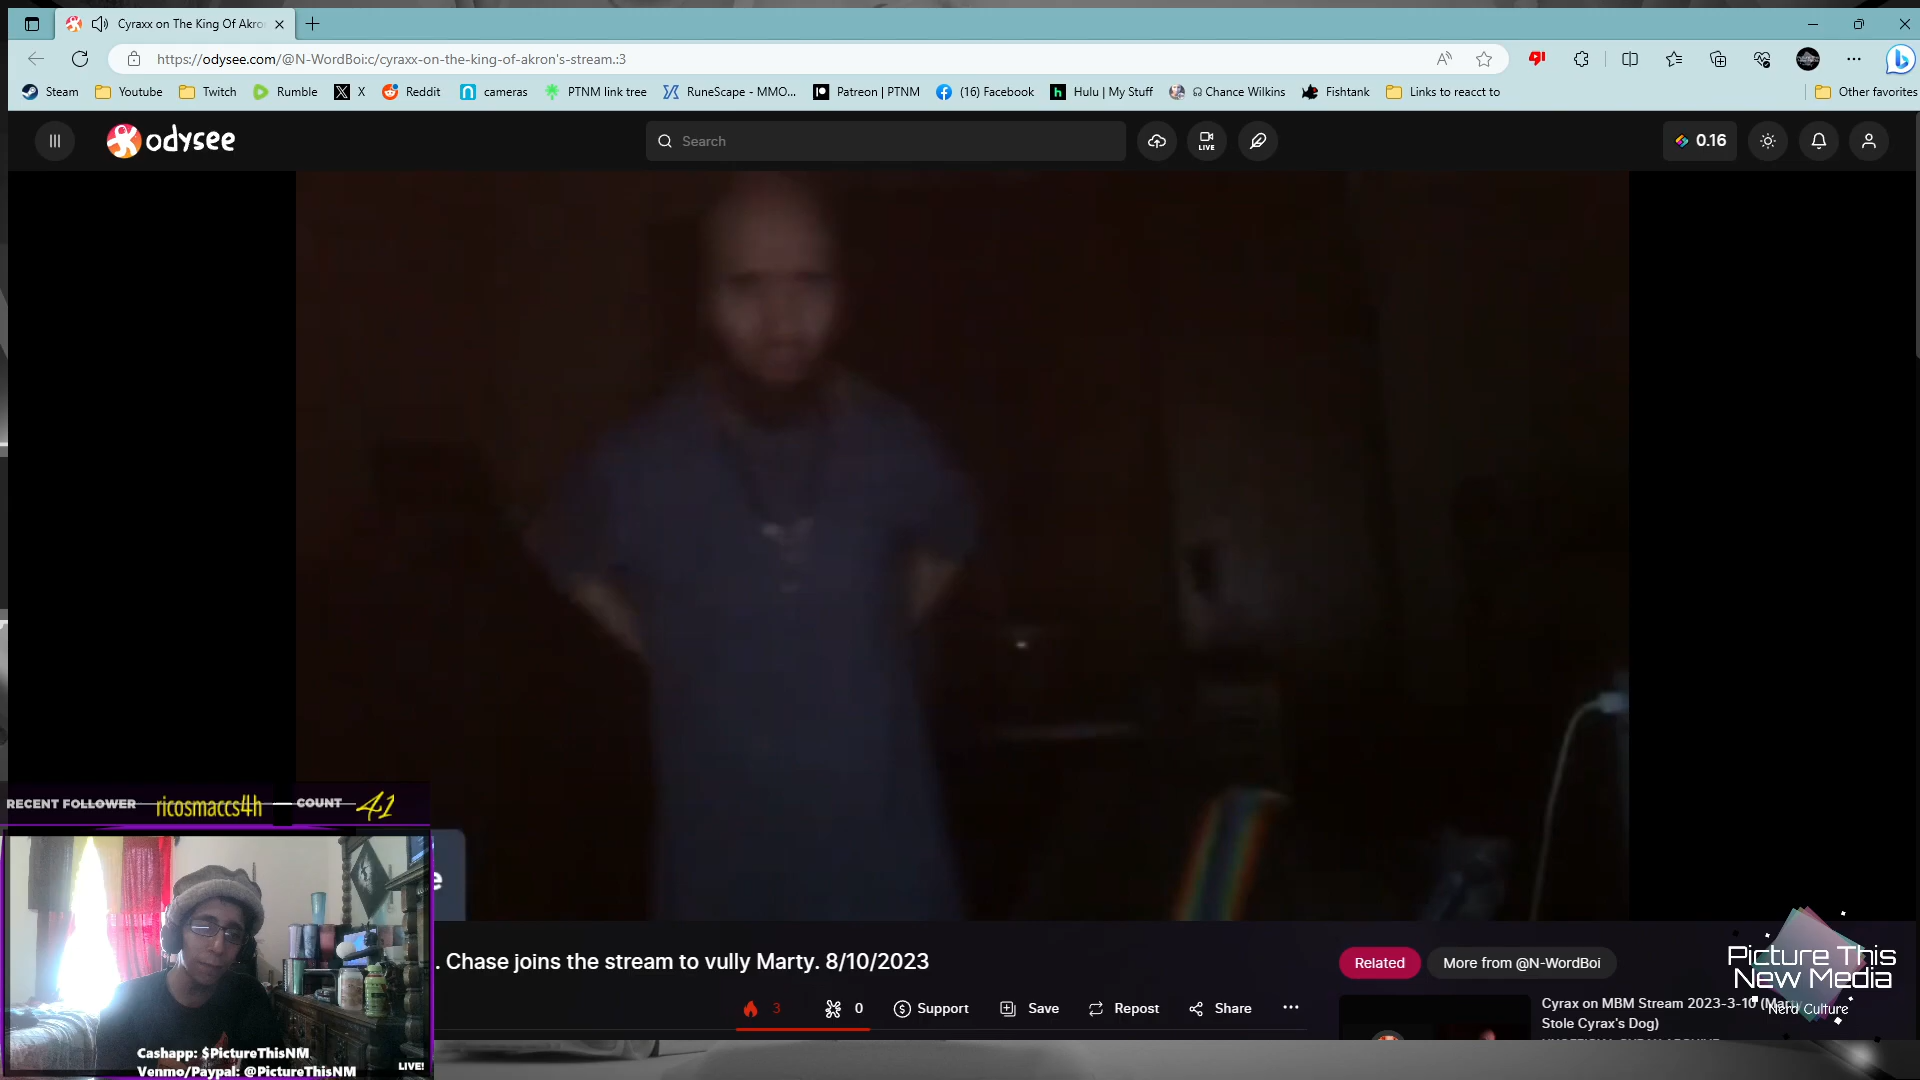 Cyraxx on The King Of Akro
https://odysee.com/@N-WordBoi:c/cyraxx-on-the-king-of-akron's-stream.:3
Steam
Youtube
Twitch
Rumble
X
Reddit
cameras
PTNM link tree
RuneScape - MMO...
Patreon | PTNM
(16) Facebook
Hulu | My Stuff
Chance Wilkins
Fishtank
Links to reacct to
Other favorites
odysee
Search
LIVE
0.16
RECENT FOLLOWER
ricosmaccs4h
COUNT
41
e
. Chase joins the stream to vully Marty. 8/10/2023
3
0
Support
Save
Repost
Share
Related
More from @N-WordBoi
Cyrax on MBM Stream 2023-3-10 (Marty
Stole Cyrax's Dog)
UNOFFICIAL CYRAX ARCHIVE
Picture This
New Media
Nerd Culture
Cashapp: $PictureThisNM
Venmo/Paypal: @PictureThisNM
LIVE!